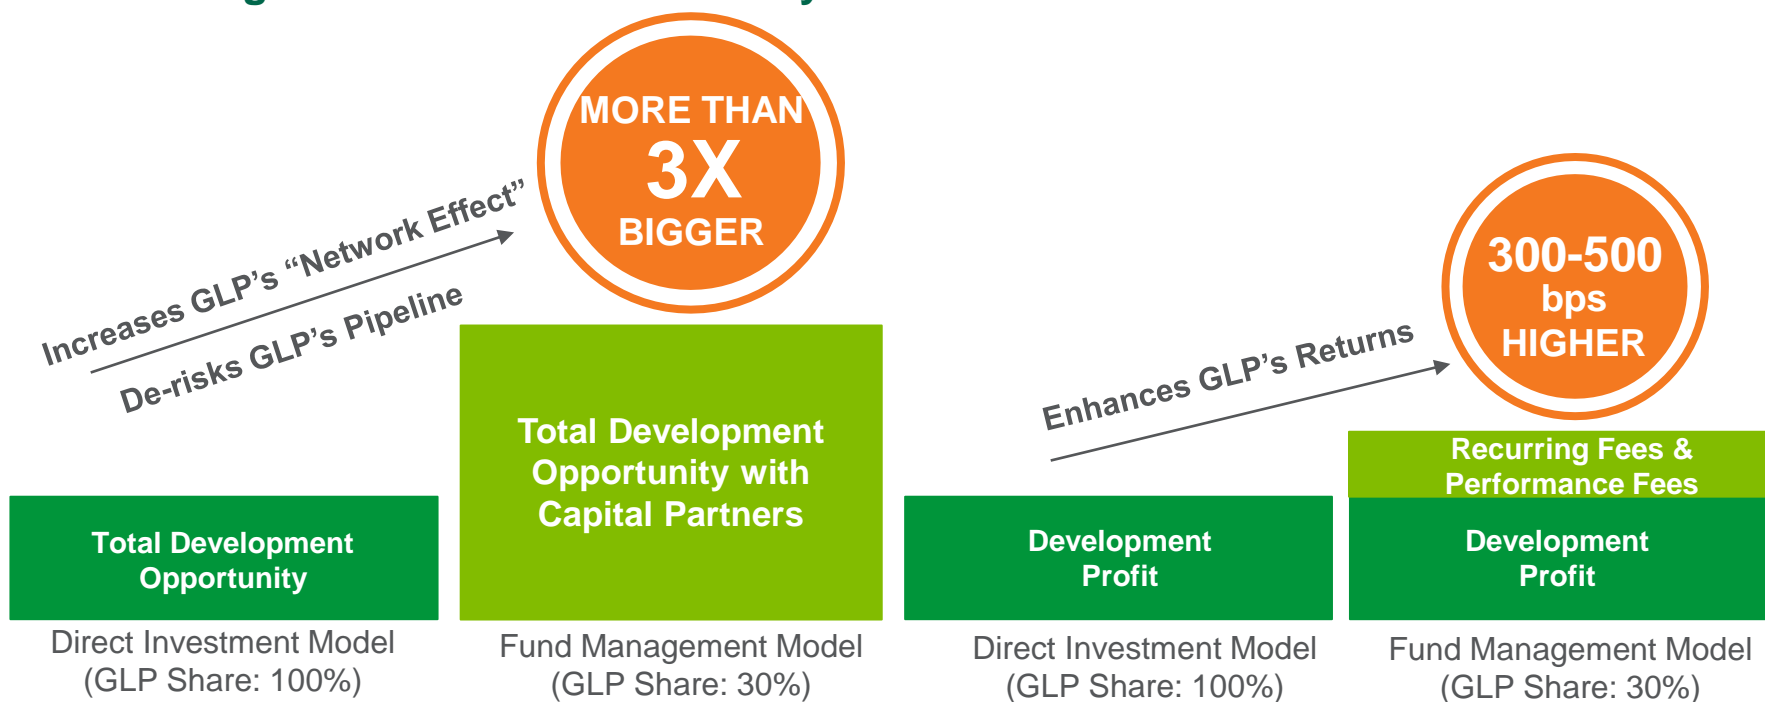 MORE THAN
3X
BIGGER
Increases GLP’s “Network Effect”
De-risks GLP’s Pipeline
300-500
bps
HIGHER
Enhances GLP’s Returns
Total Development
Opportunity
Total Development
Opportunity with
Capital Partners
Development
Profit
Recurring Fees &
Performance Fees
Development
Profit
Direct Investment Model
(GLP Share: 100%)
Fund Management Model
(GLP Share: 30%)
Direct Investment Model
(GLP Share: 100%)
Fund Management Model
(GLP Share: 30%)